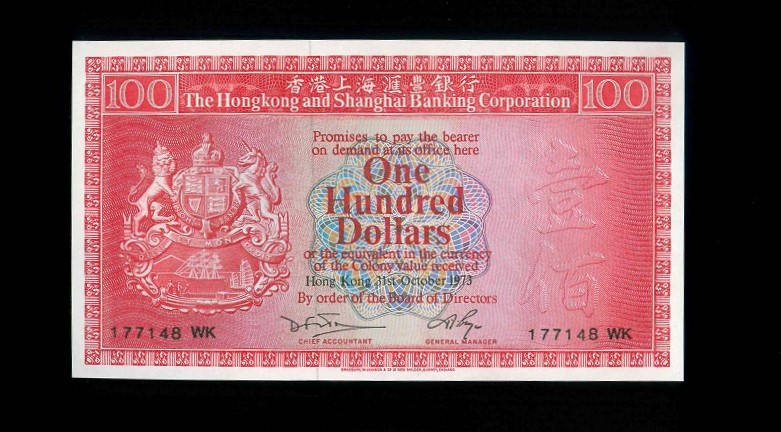 香港上海滙豐銀行
100 The Hongkong and Shanghai Banking Corporation 100
Promises to pay the bearer
on demand at its office here
One
Hundred
Dollars
or the equivalent in the currency
of the Colony value received
Hong Kong 31st October 1973
By order of the Board of Directors
壹
佰
177148 WK
177148 WK
CHIEF ACCOUNTANT
GENERAL MANAGER